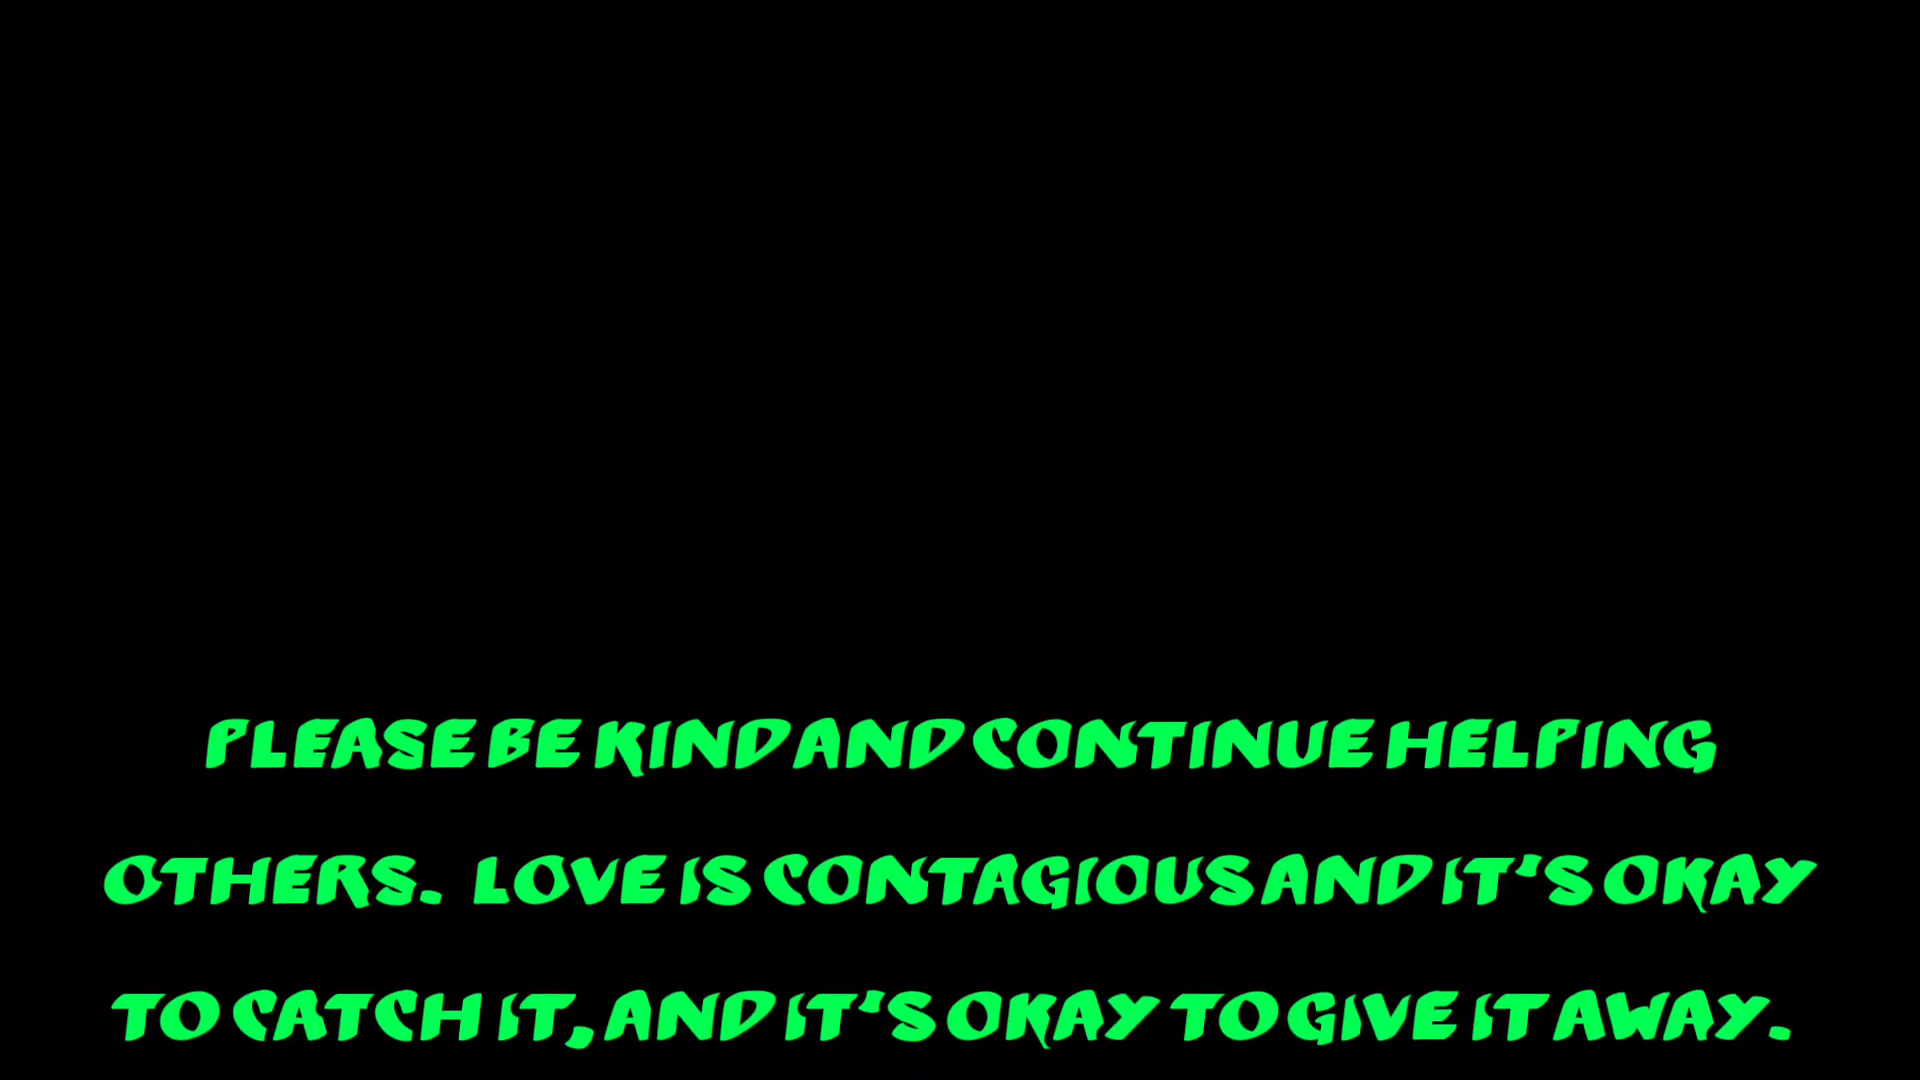 PLEASE BE KIND AND CONTINUE HELPING
OTHERS. LOVE IS CONTAGIOUS AND IT'S OKAY
TO CATCH IT, AND IT'S OKAY TO GIVE IT AWAY.